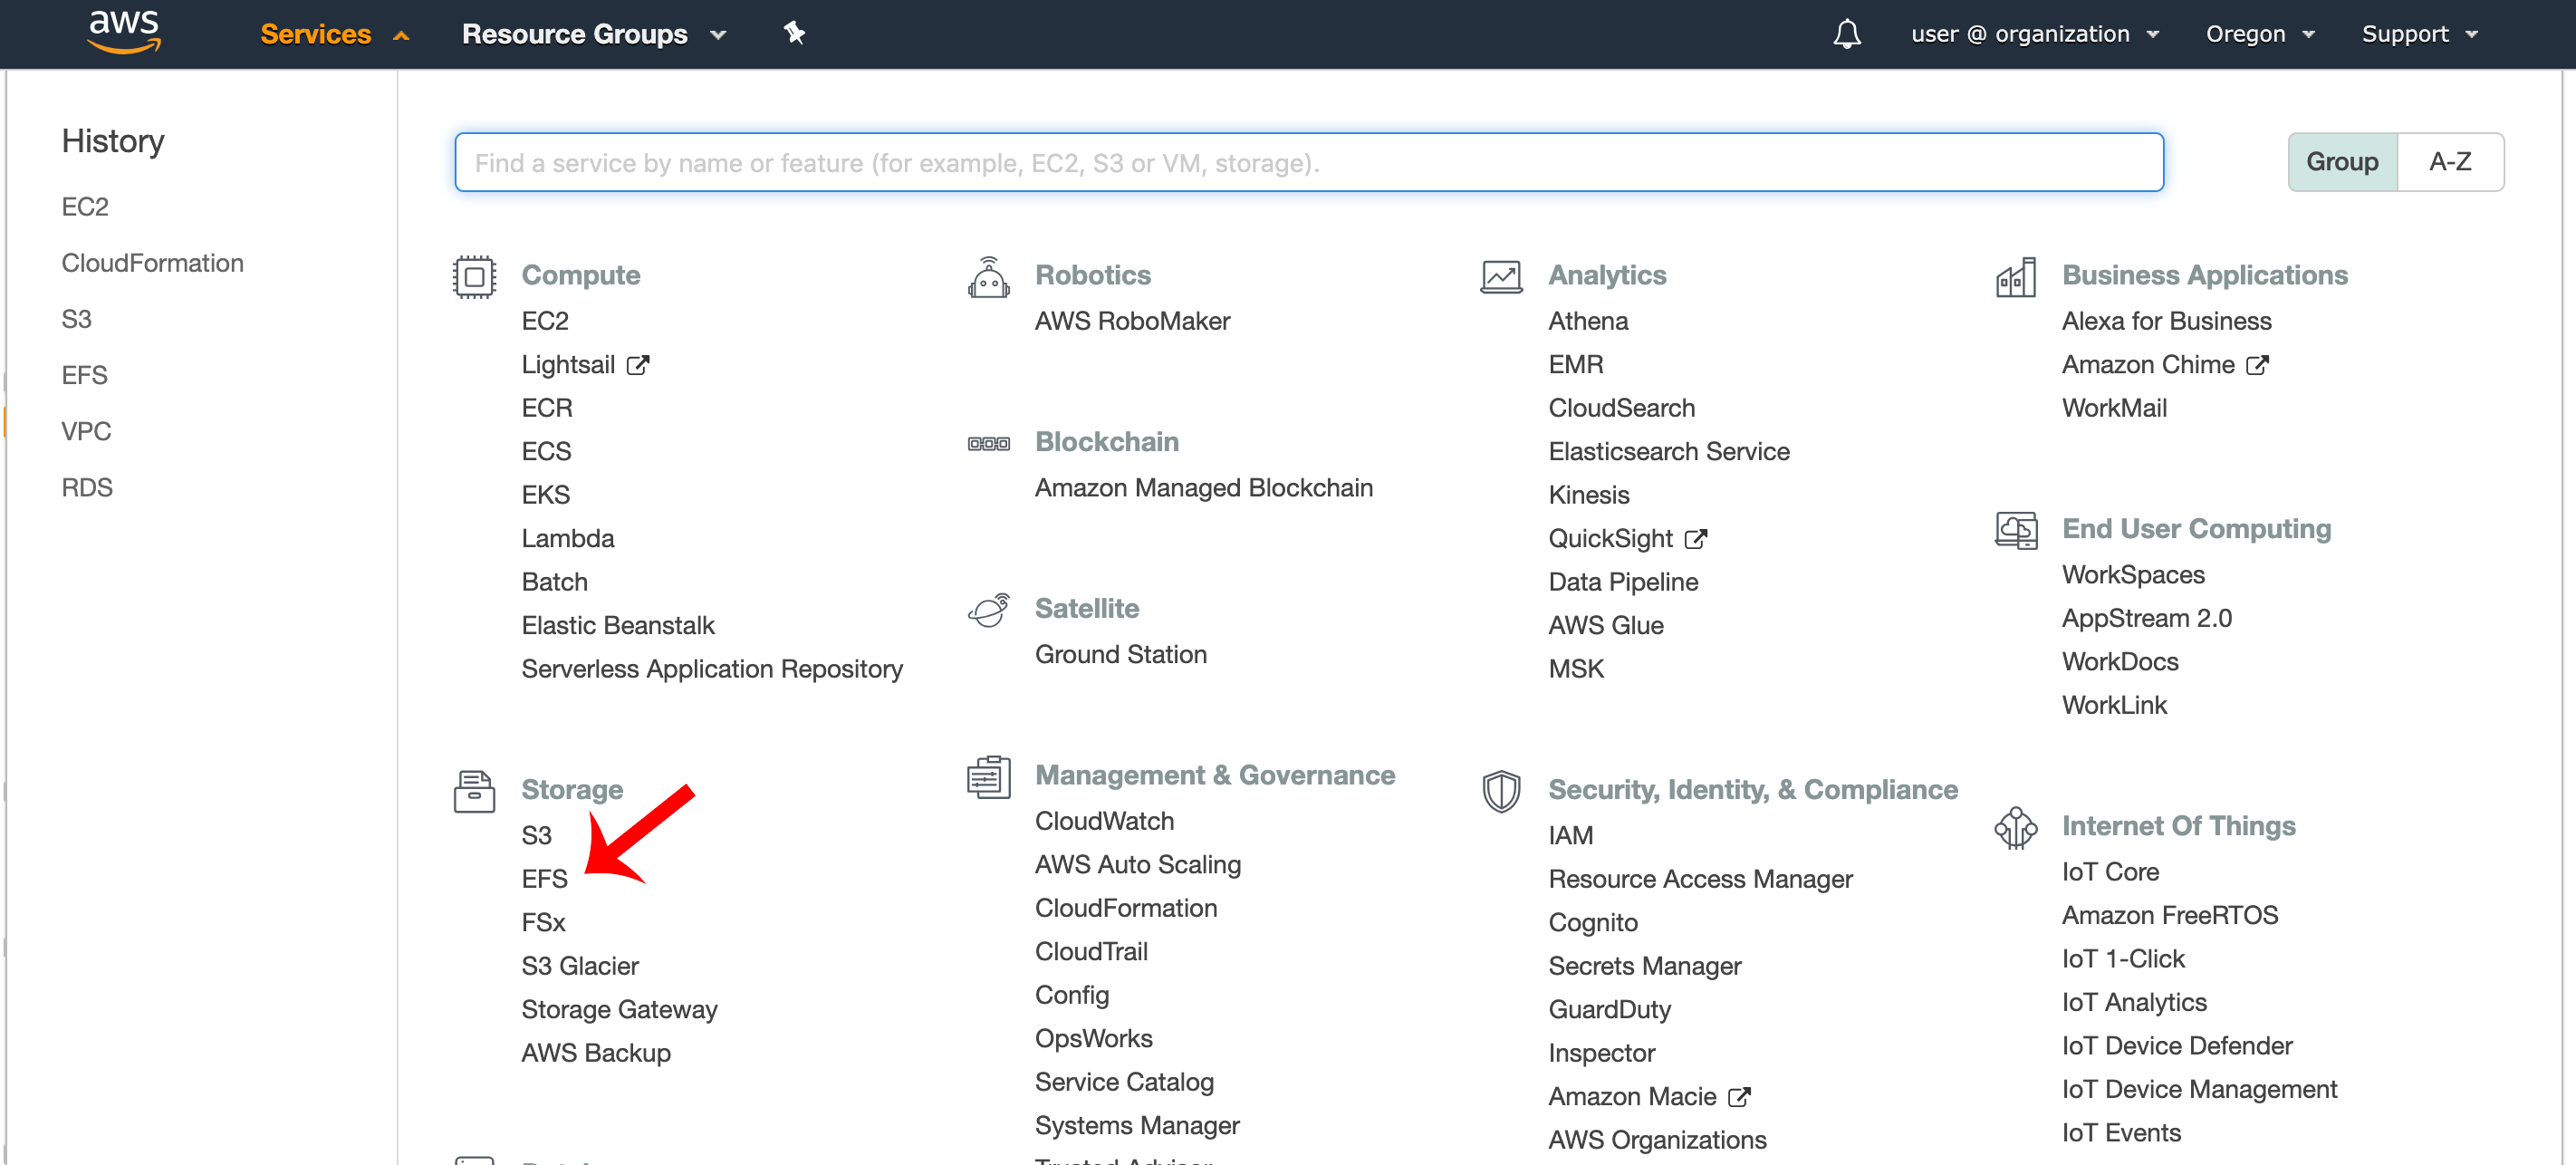 aws
Services
Resource Groups
user @ organization
Oregon
Support
History
EC2
CloudFormation
S3
EFS
VPC
RDS
Find a service by name or feature (for example, EC2, S3 or VM, storage).
Group
A-Z
Compute
EC2
Lightsail
ECR
ECS
EKS
Lambda
Batch
Elastic Beanstalk
Serverless Application Repository
Storage
S3
EFS
FSx
S3 Glacier
Storage Gateway
AWS Backup
Robotics
AWS RoboMaker
Blockchain
Amazon Managed Blockchain
Satellite
Ground Station
Management & Governance
CloudWatch
AWS Auto Scaling
CloudFormation
CloudTrail
Config
OpsWorks
Service Catalog
Systems Manager
Trusted Advisor
Analytics
Athena
EMR
CloudSearch
Elasticsearch Service
Kinesis
QuickSight
Data Pipeline
AWS Glue
MSK
Security, Identity, & Compliance
IAM
Resource Access Manager
Cognito
Secrets Manager
GuardDuty
Inspector
Amazon Macie
AWS Organizations
Business Applications
Alexa for Business
Amazon Chime
WorkMail
End User Computing
WorkSpaces
AppStream 2.0
WorkDocs
WorkLink
Internet Of Things
IoT Core
Amazon FreeRTOS
IoT 1-Click
IoT Analytics
IoT Device Defender
IoT Device Management
IoT Events